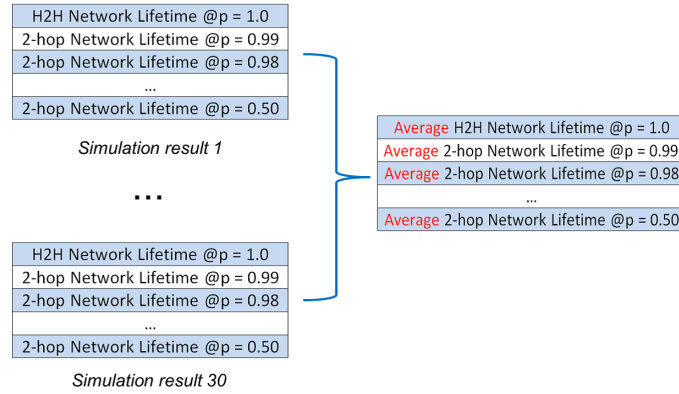 H2H Network Lifetime @p = 1.0
2-hop Network Lifetime @p = 0.99
2-hop Network Lifetime @p = 0.98
...
2-hop Network Lifetime @p = 0.50
Simulation result 1
...
H2H Network Lifetime @p = 1.0
2-hop Network Lifetime @p = 0.99
2-hop Network Lifetime @p = 0.98
...
2-hop Network Lifetime @p = 0.50
Simulation result 30
Average H2H Network Lifetime @p = 1.0
Average 2-hop Network Lifetime @p = 0.99
Average 2-hop Network Lifetime @p = 0.98
...
Average 2-hop Network Lifetime @p = 0.50